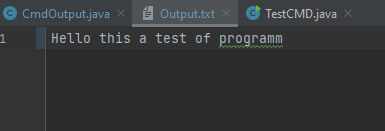 CmdOutput.java Output.txt TestCMD.java
1 Hello this a test of programm